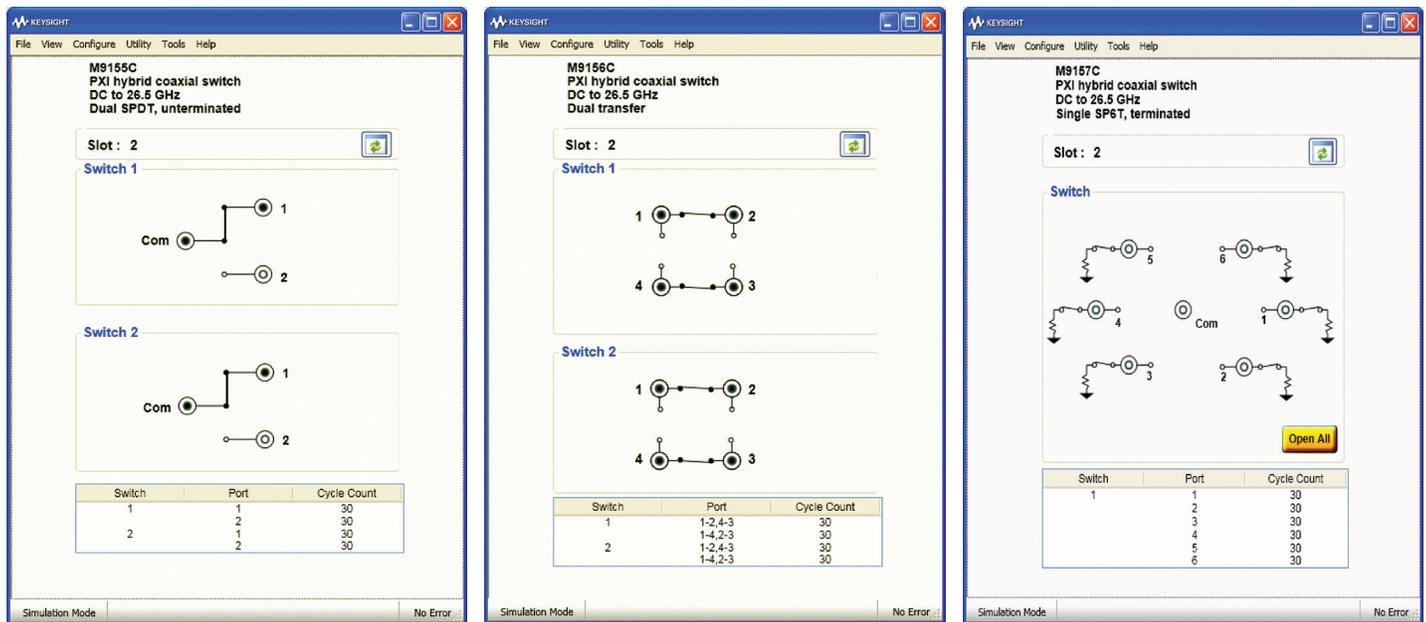 KEYSIGHT
File View Configure Utility Tools Help
M9155C
PXI hybrid coaxial switch
DC to 26.5 GHz
Dual SPDT, unterminated
Slot : 2
Switch 1
1
Com
2
Switch 2
1
Com
2
Switch Port Cycle Count
1 1 30
2 30
2 1 30
2 30
Simulation Mode No Error
KEYSIGHT
File View Configure Utility Tools Help
M9156C
PXI hybrid coaxial switch
DC to 26.5 GHz
Dual transfer
Slot : 2
Switch 1
1 2
4 3
Switch 2
1 2
4 3
Switch Port Cycle Count
1 1-2,4-3 30
1-4,2-3 30
2 1-2,4-3 30
1-4,2-3 30
Simulation Mode No Error
KEYSIGHT
File View Configure Utility Tools Help
M9157C
PXI hybrid coaxial switch
DC to 26.5 GHz
Single SP6T, terminated
Slot : 2
Switch
5 6
4 Com 1
3 2
Open All
Switch Port Cycle Count
1 1 30
2 30
3 30
4 30
5 30
6 30
Simulation Mode No Error